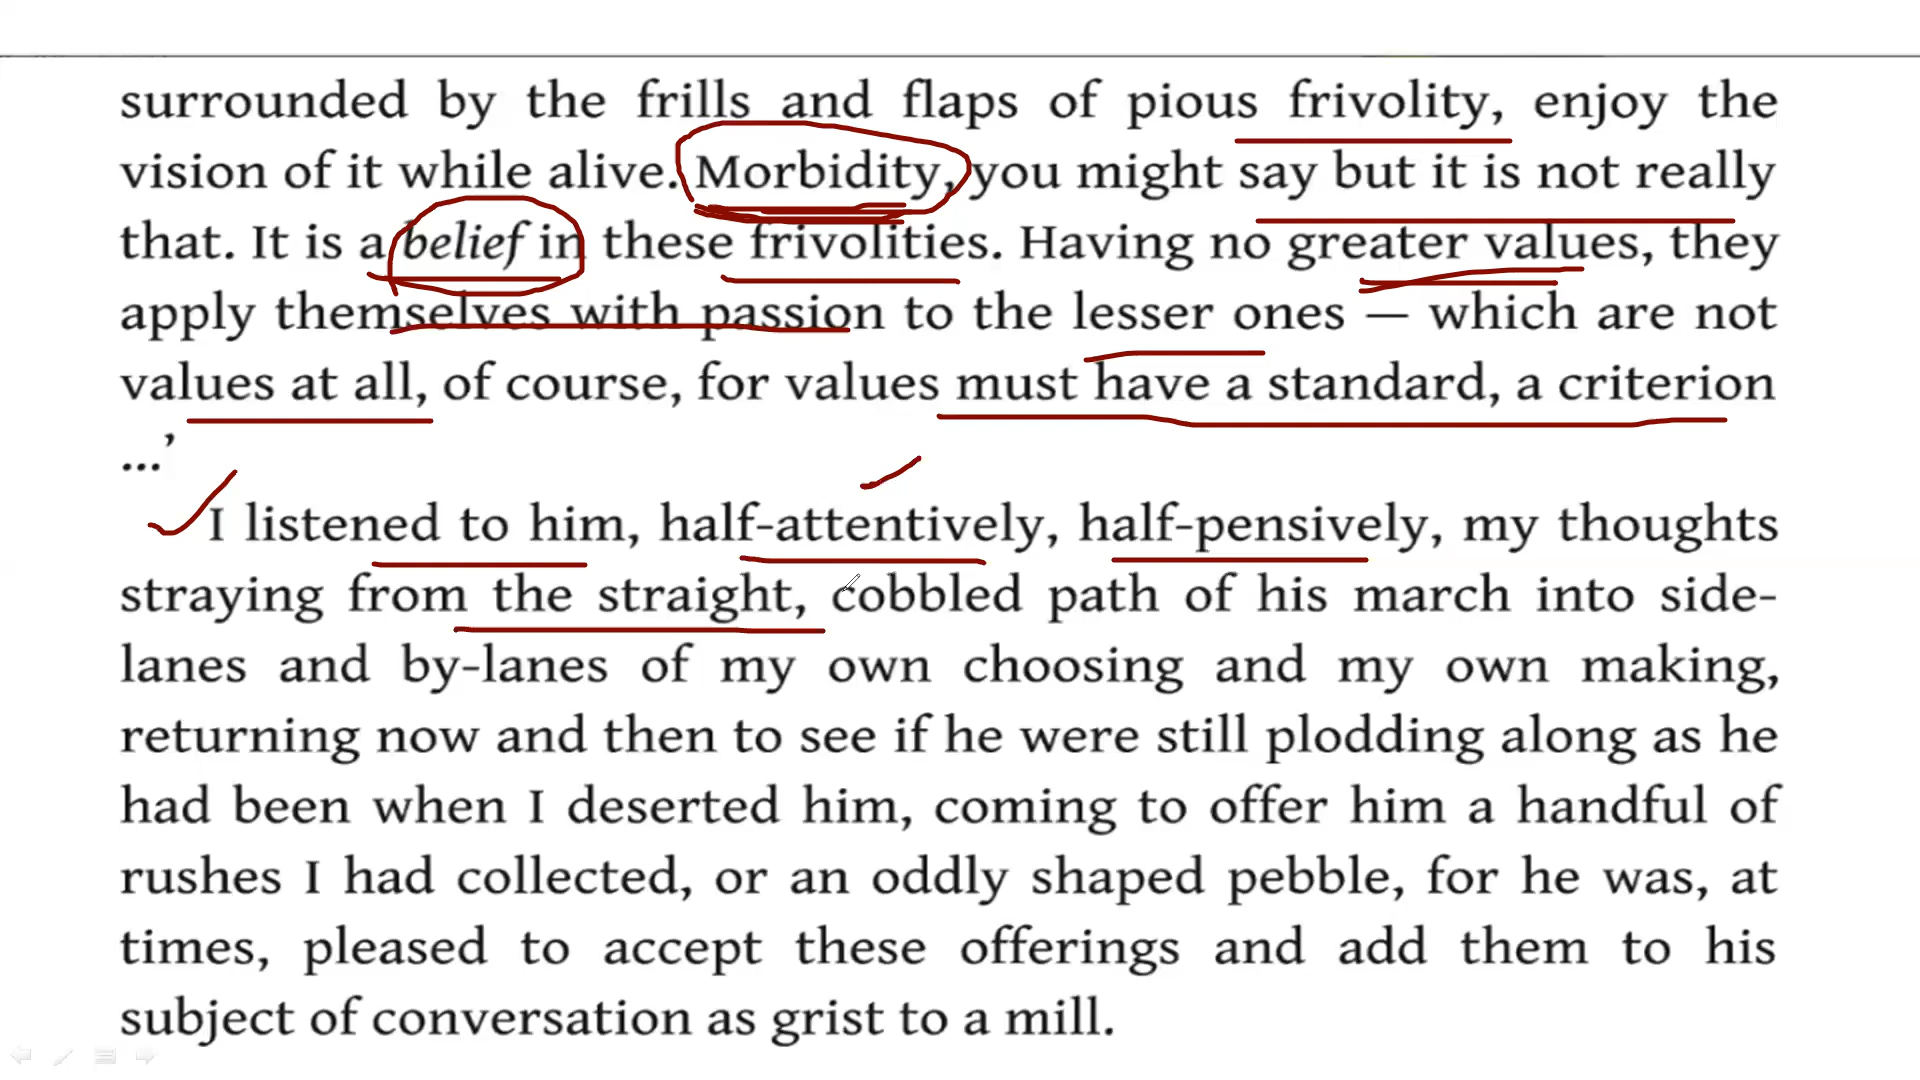 surrounded by the frills and flaps of pious frivolity, enjoy the
vision of it while alive. Morbidity, you might say but it is not really
that. It is a belief in these frivolities. Having no greater values, they
apply themselves with passion to the lesser ones — which are not
values at all, of course, for values must have a standard, a criterion
...’
I listened to him, half-attentively, half-pensively, my thoughts
straying from the straight, cobbled path of his march into side-
lanes and by-lanes of my own choosing and my own making,
returning now and then to see if he were still plodding along as he
had been when I deserted him, coming to offer him a handful of
rushes I had collected, or an oddly shaped pebble, for he was, at
times, pleased to accept these offerings and add them to his
subject of conversation as grist to a mill.